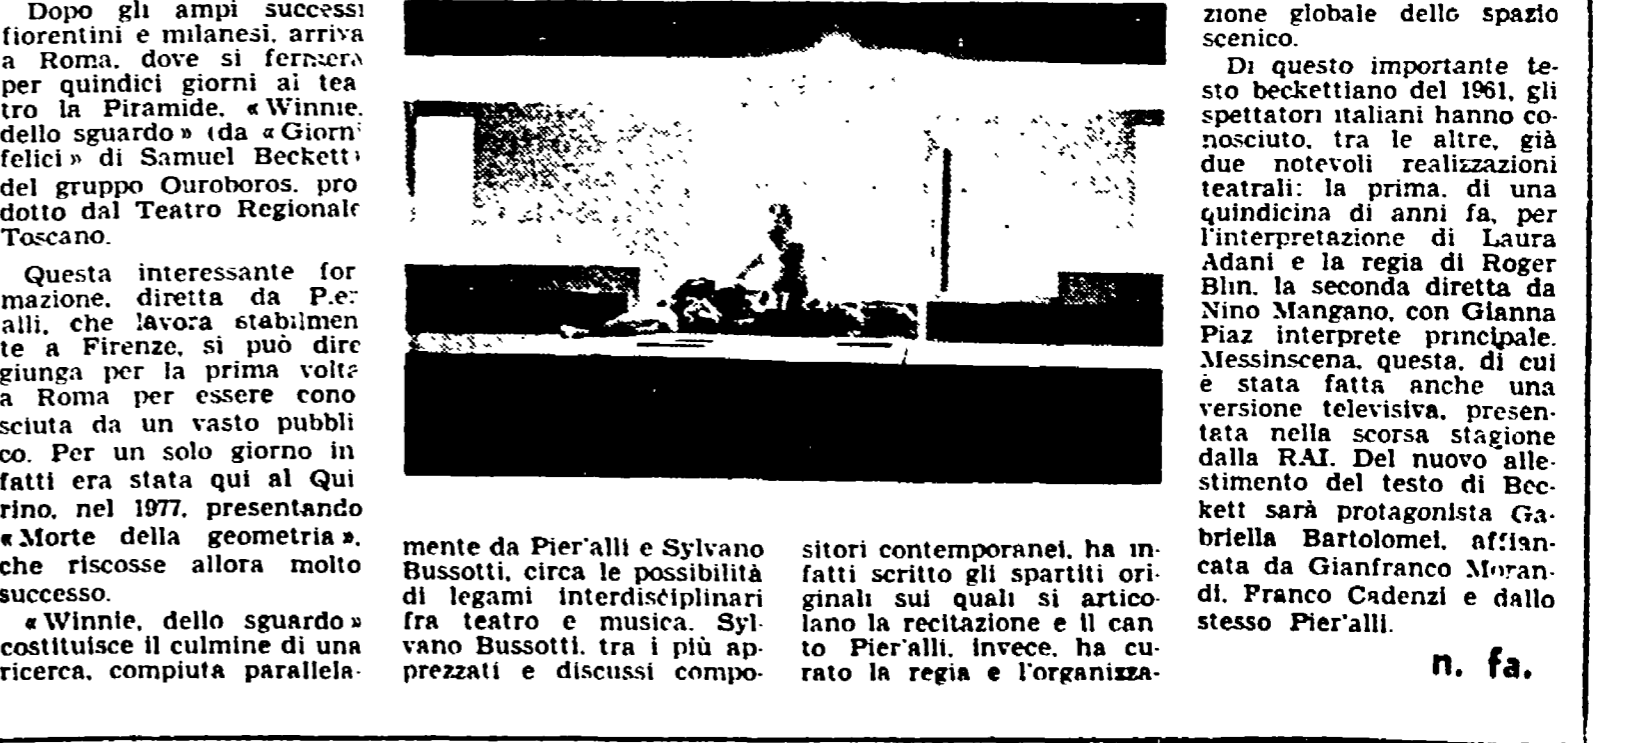 Dopo gli ampi successi
fiorentini e milanesi. arriva
a Roma. dove si fermerà
per quindici giorni al tea
tro la Piramide. « Winnie.
dello sguardo » (da « Giorni
felici » di Samuel Beckett)
del gruppo Ouroboros. pro
dotto dal Teatro Regionale
Toscano.
Questa interessante for
mazione. diretta da Pier
alli. che lavora stabilmen
te a Firenze. si può dire
giunga per la prima volta
a Roma per essere cono
sciuta da un vasto pubbli
co. Per un solo giorno in
fatti era stata qui al Qui
rino. nel 1977. presentando
« Morte della geometria ».
che riscosse allora molto
successo.
« Winnie, dello sguardo »
costituisce il culmine di una
ricerca. compiuta parallela-
mente da Pier'alli e Sylvano
Bussotti. circa le possibilità
di legami interdisciplinari
fra teatro e musica. Syl-
vano Bussotti. tra i più ap-
prezzati e discussi compo-
sitori contemporanei. ha in-
fatti scritto gli spartiti ori-
ginali sui quali si artico-
lano la recitazione e il can
to Pier'alli. invece. ha cu-
rato la regia e l'organizza-
zione globale dello spazio
scenico.
Di questo importante te-
sto beckettiano del 1961, gli
spettatori italiani hanno co-
nosciuto, tra le altre, già
due notevoli realizzazioni
teatrali: la prima. di una
quindicina di anni fa, per
l'interpretazione di Laura
Adani e la regia di Roger
Blin. la seconda diretta da
Nino Mangano, con Gianna
Piaz interprete principale.
Messinscena, questa. di cui
è stata fatta anche una
versione televisiva. presen-
tata nella scorsa stagione
dalla RAI. Del nuovo alle-
stimento del testo di Bec-
kett sarà protagonista Ga-
briella Bartolomei. affian-
cata da Gianfranco Moran-
di. Franco Cadenzi e dallo
stesso Pier'alli.
n. fa.